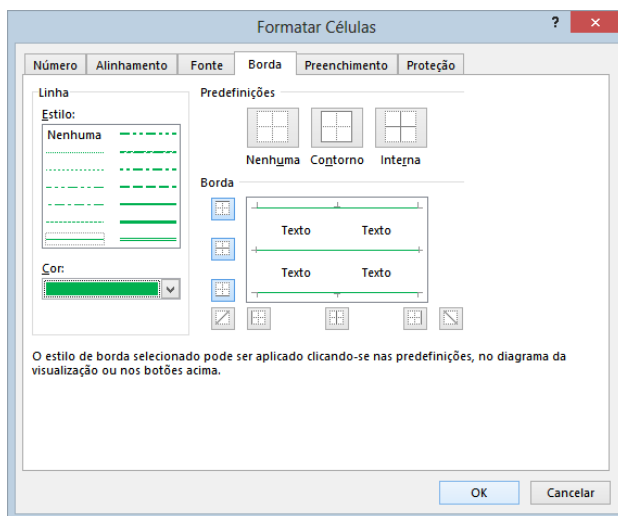 Formatar Células
? ×
Número Alinhamento Fonte Borda Preenchimento Proteção
Linha
Estilo:
Nenhuma
Cor:
Predefinições
Nenhuma Contorno Interna
Borda
Texto Texto
Texto Texto
O estilo de borda selecionado pode ser aplicado clicando-se nas predefinições, no diagrama da
visualização ou nos botões acima.
OK Cancelar